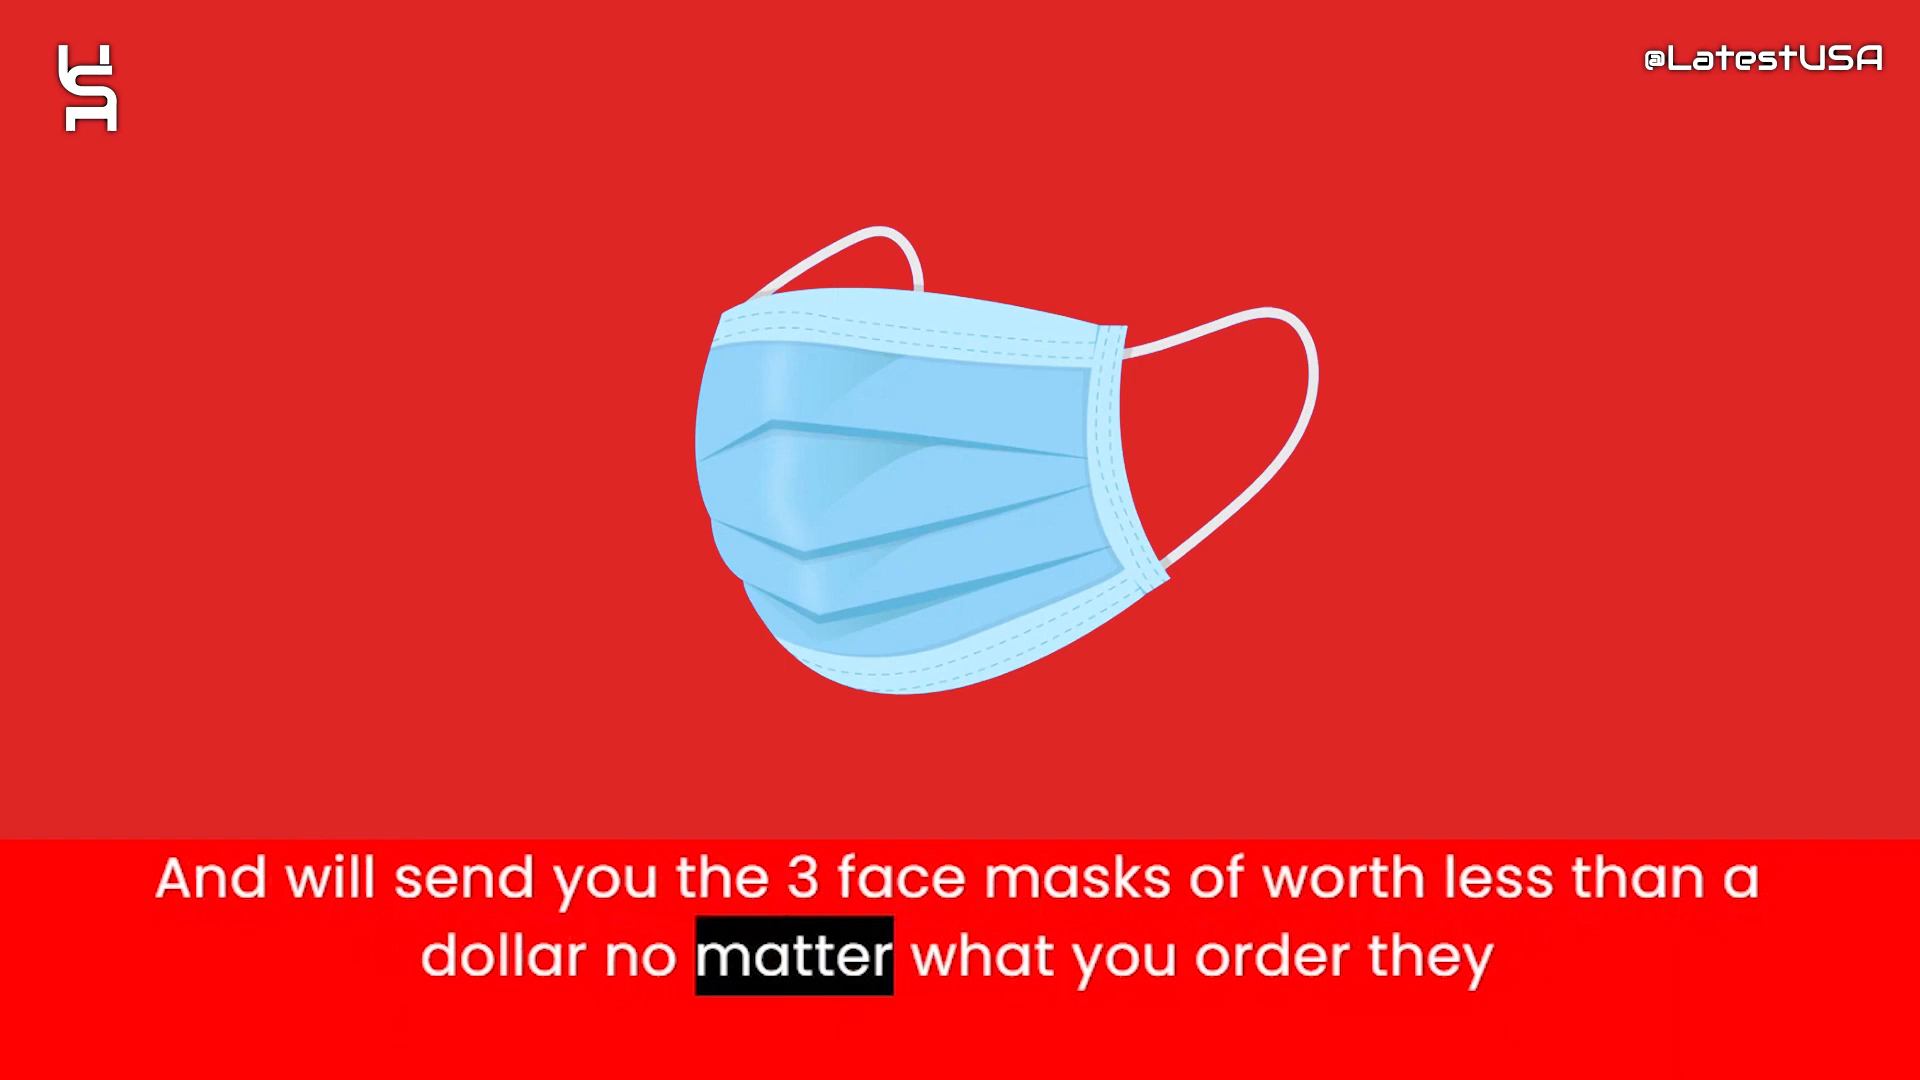 USA
@LatestUSA
And will send you the 3 face masks of worth less than a
dollar no matter what you order they